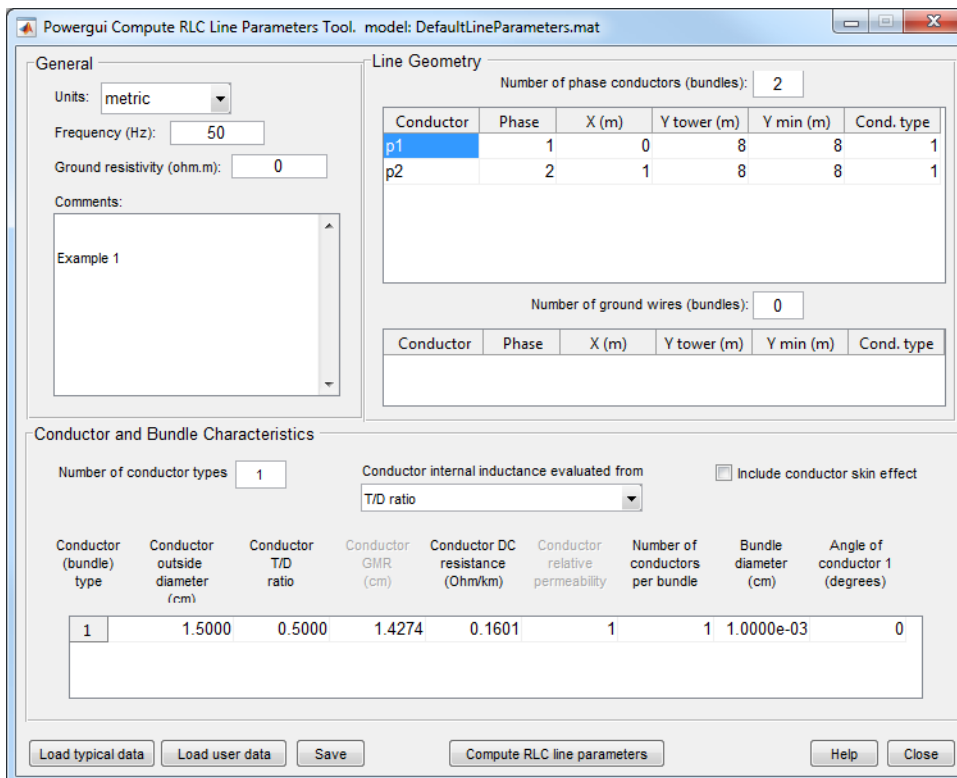 Powergui Compute RLC Line Parameters Tool. model: DefaultLineParameters.mat
General
Units: metric
Frequency (Hz): 50
Ground resistivity (ohm.m): 0
Comments:
Example 1
Line Geometry
Number of phase conductors (bundles): 2
Conductor Phase X (m) Y tower (m) Y min (m) Cond. type
p1 1 0 8 8 1
p2 2 1 8 8 1
Number of ground wires (bundles): 0
Conductor Phase X (m) Y tower (m) Y min (m) Cond. type
Conductor and Bundle Characteristics
Number of conductor types 1
Conductor internal inductance evaluated from
T/D ratio
Include conductor skin effect
Conductor (bundle) type
Conductor outside diameter (cm)
Conductor T/D ratio
Conductor GMR (cm)
Conductor DC resistance (Ohm/km)
Conductor relative permeability
Number of conductors per bundle
Bundle diameter (cm)
Angle of conductor 1 (degrees)
1 1.5000 0.5000 1.4274 0.1601 1 1 1.0000e-03 0
Load typical data Load user data Save Compute RLC line parameters Help Close